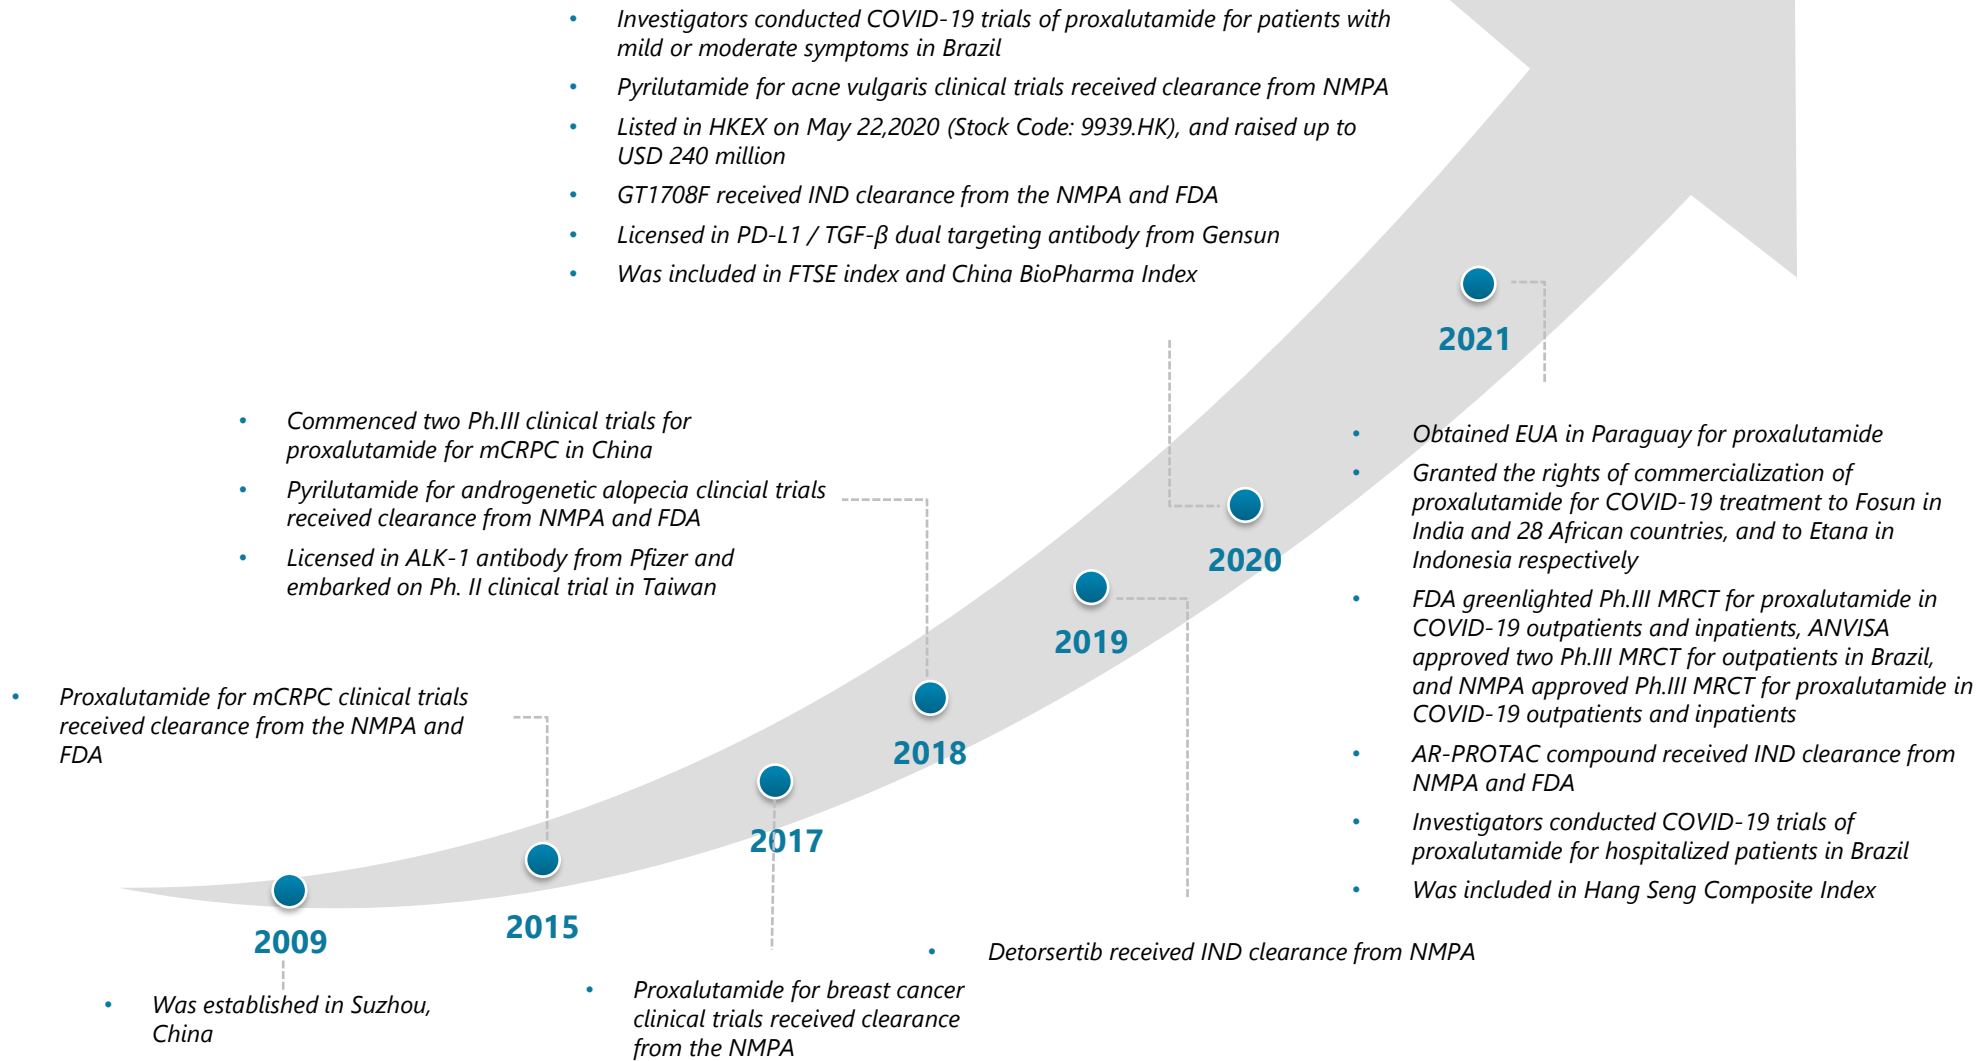 • Investigators conducted COVID-19 trials of proxalutamide for patients with
mild or moderate symptoms in Brazil
• Pyrilutamide for acne vulgaris clinical trials received clearance from NMPA
• Listed in HKEX on May 22,2020 (Stock Code: 9939.HK), and raised up to
USD 240 million
• GT1708F received IND clearance from the NMPA and FDA
• Licensed in PD-L1 / TGF-β dual targeting antibody from Gensun
• Was included in FTSE index and China BioPharma Index
2021
• Commenced two Ph.III clinical trials for
proxalutamide for mCRPC in China
• Pyrilutamide for androgenetic alopecia clincial trials
received clearance from NMPA and FDA
• Licensed in ALK-1 antibody from Pfizer and
embarked on Ph. II clinical trial in Taiwan
• Obtained EUA in Paraguay for proxalutamide
• Granted the rights of commercialization of
proxalutamide for COVID-19 treatment to Fosun in
India and 28 African countries, and to Etana in
Indonesia respectively
• FDA greenlighted Ph.III MRCT for proxalutamide in
COVID-19 outpatients and inpatients, ANVISA
approved two Ph.III MRCT for outpatients in Brazil,
and NMPA approved Ph.III MRCT for proxalutamide in
COVID-19 outpatients and inpatients
• AR-PROTAC compound received IND clearance from
NMPA and FDA
• Investigators conducted COVID-19 trials of
proxalutamide for hospitalized patients in Brazil
• Was included in Hang Seng Composite Index
2020
2019
• Proxalutamide for mCRPC clinical trials
received clearance from the NMPA and
FDA
2018
2017
2015
2009
• Detorsertib received IND clearance from NMPA
• Was established in Suzhou,
China
• Proxalutamide for breast cancer
clinical trials received clearance
from the NMPA